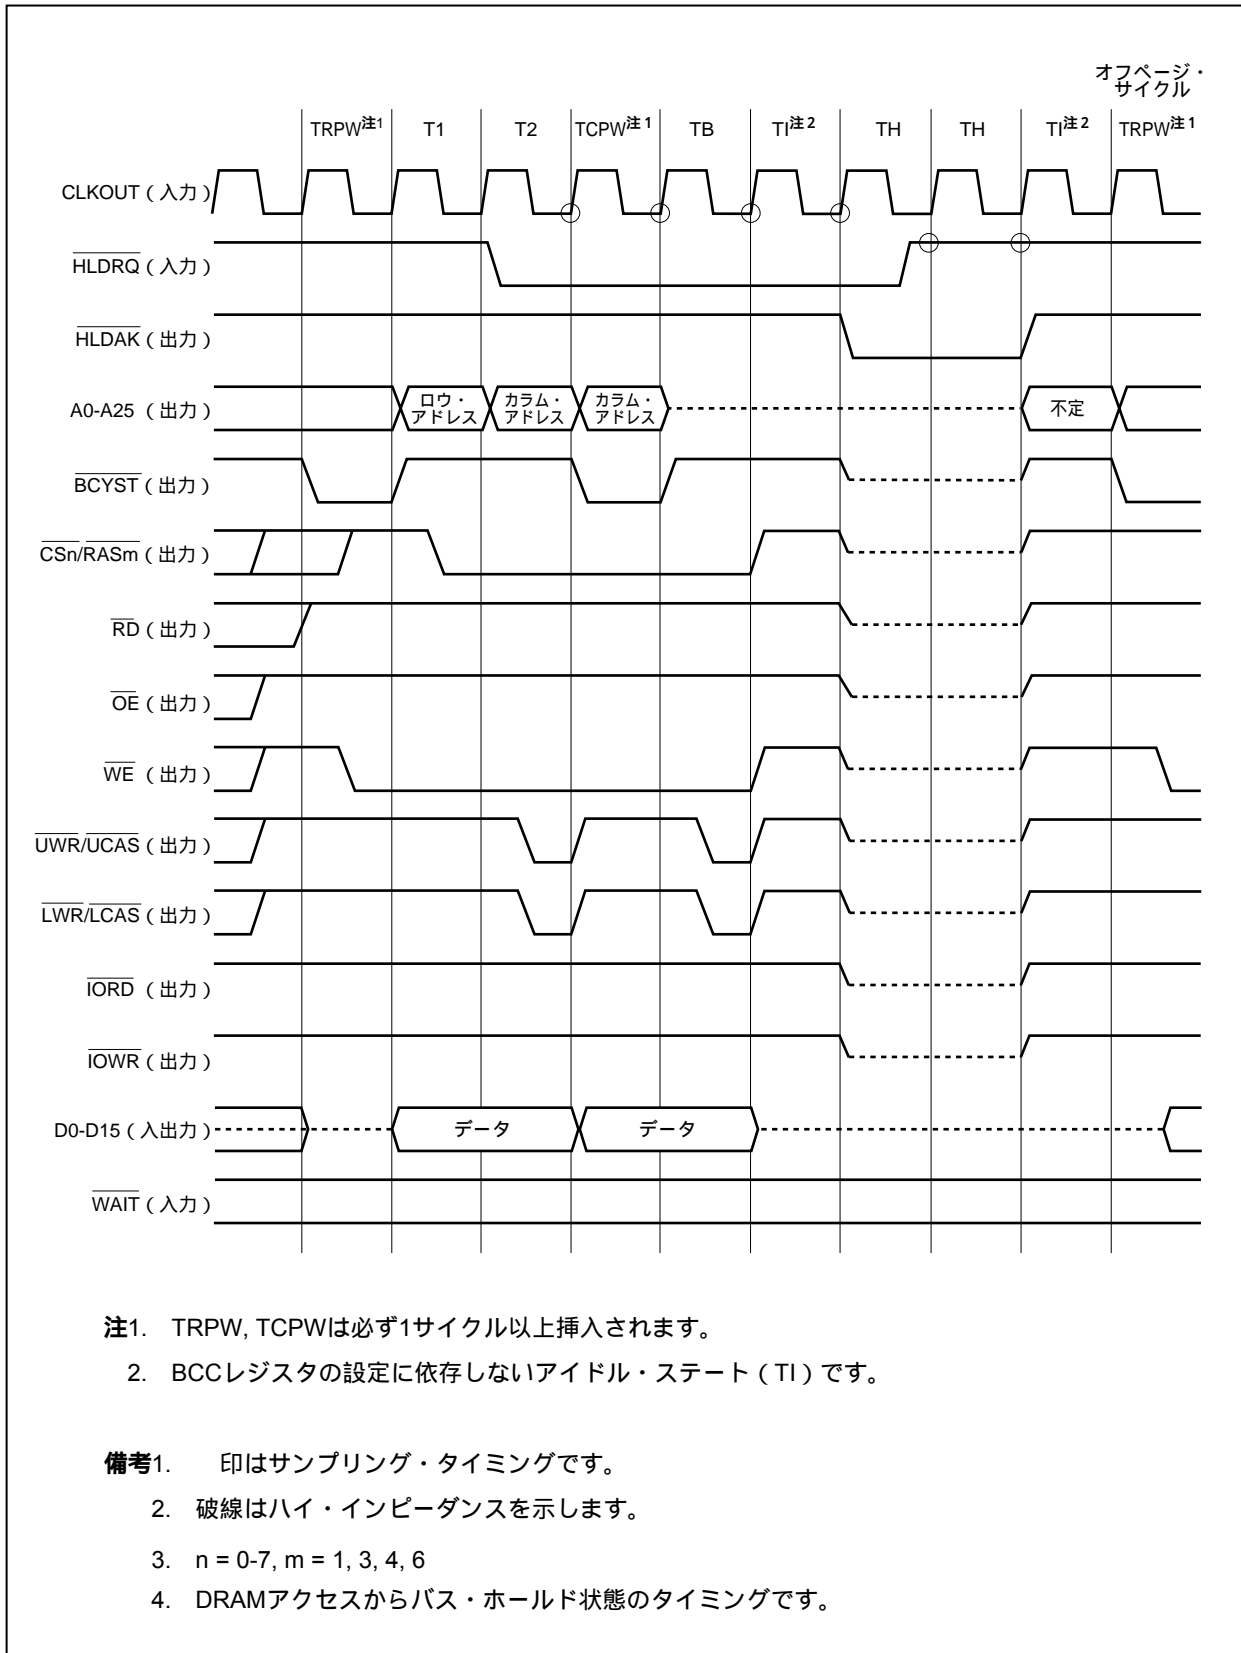 オフページ・
サイクル
TRPW注1 T1 T2 TCPW注1 TB TI注2 TH TH TI注2 TRPW注1
CLKOUT（入力）
HLDRQ（入力）
HLDAK（出力）
A0-A25（出力） ロウ・アドレス カラム・アドレス カラム・アドレス 不定
BCYST（出力）
CSn/RASm（出力）
RD（出力）
OE（出力）
WE（出力）
UWR/UCAS（出力）
LWR/LCAS（出力）
IORD（出力）
IOWR（出力）
D0-D15（入出力） データ データ
WAIT（入力）
注1. TRPW, TCPWは必ず1サイクル以上挿入されます。
2. BCCレジスタの設定に依存しないアイドル・ステート（TI）です。
備考1. 印はサンプリング・タイミングです。
2. 破線はハイ・インピーダンスを示します。
3. n = 0-7, m = 1, 3, 4, 6
4. DRAMアクセスからバス・ホールド状態のタイミングです。